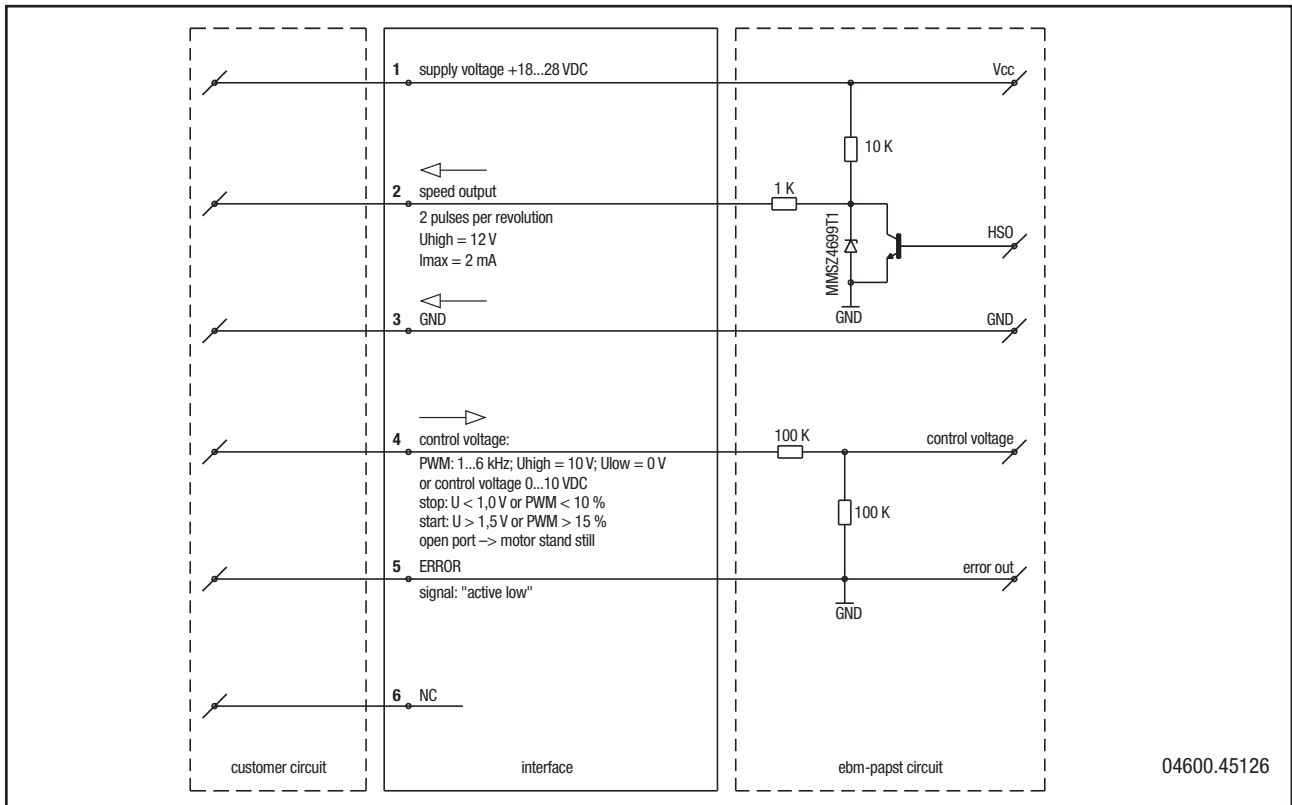 1 supply voltage +18...28 VDC
Vcc
10 K
2 speed output
1 K
2 pulses per revolution
Uhigh = 12 V
Imax = 2 mA
MMSZ4699T1
HSO
GND
3 GND
GND
4 control voltage:
100 K
control voltage
PWM: 1...6 kHz; Uhigh = 10 V; Ulow = 0 V
or control voltage 0...10 VDC
stop: U < 1,0 V or PWM < 10 %
start: U > 1,5 V or PWM > 15 %
open port –> motor stand still
100 K
5 ERROR
error out
signal: "active low"
GND
6 NC
customer circuit
interface
ebm-papst circuit
04600.45126